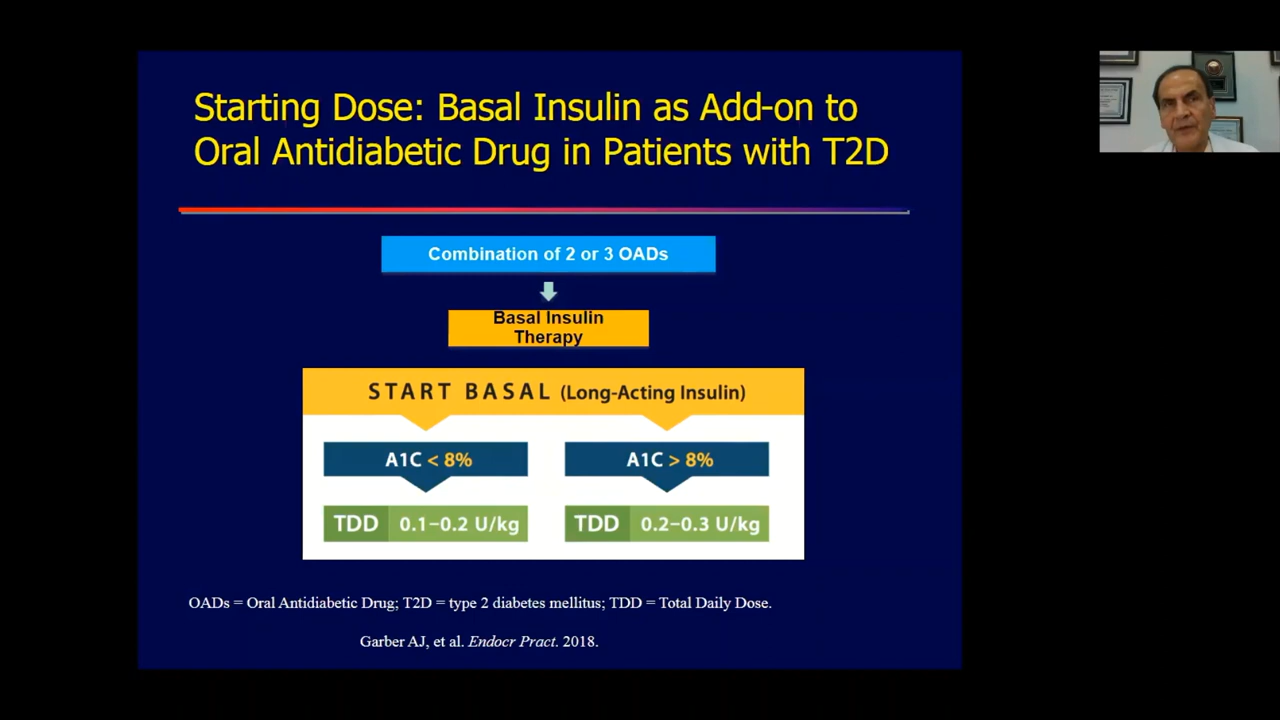 Starting Dose: Basal Insulin as Add-on to
Oral Antidiabetic Drug in Patients with T2D
Combination of 2 or 3 OADs
Basal Insulin
Therapy
START BASAL (Long-Acting Insulin)
A1C < 8%
A1C > 8%
TDD 0.1–0.2 U/kg
TDD 0.2–0.3 U/kg
OADs = Oral Antidiabetic Drug; T2D = type 2 diabetes mellitus; TDD = Total Daily Dose.
Garber AJ, et al. Endocr Pract. 2018.